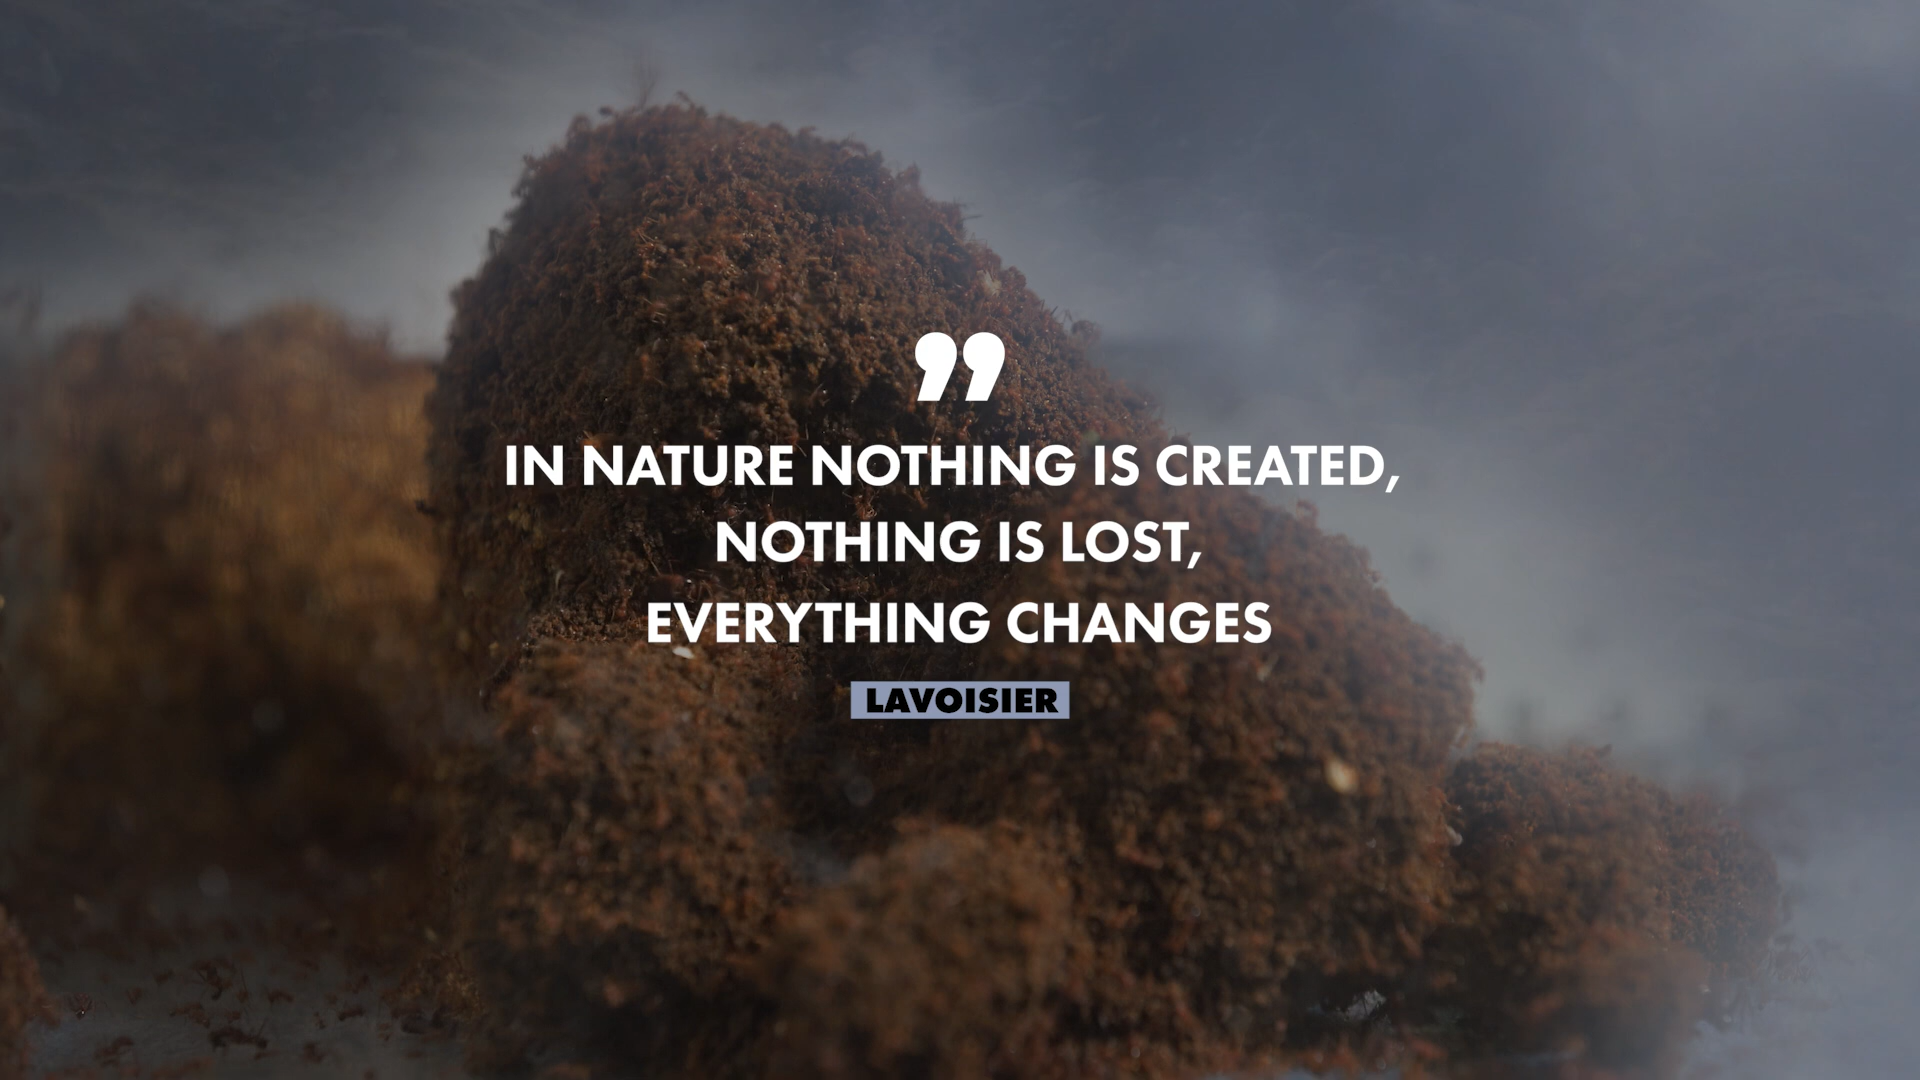 ”
IN NATURE NOTHING IS CREATED,
NOTHING IS LOST,
EVERYTHING CHANGES
LAVOISIER